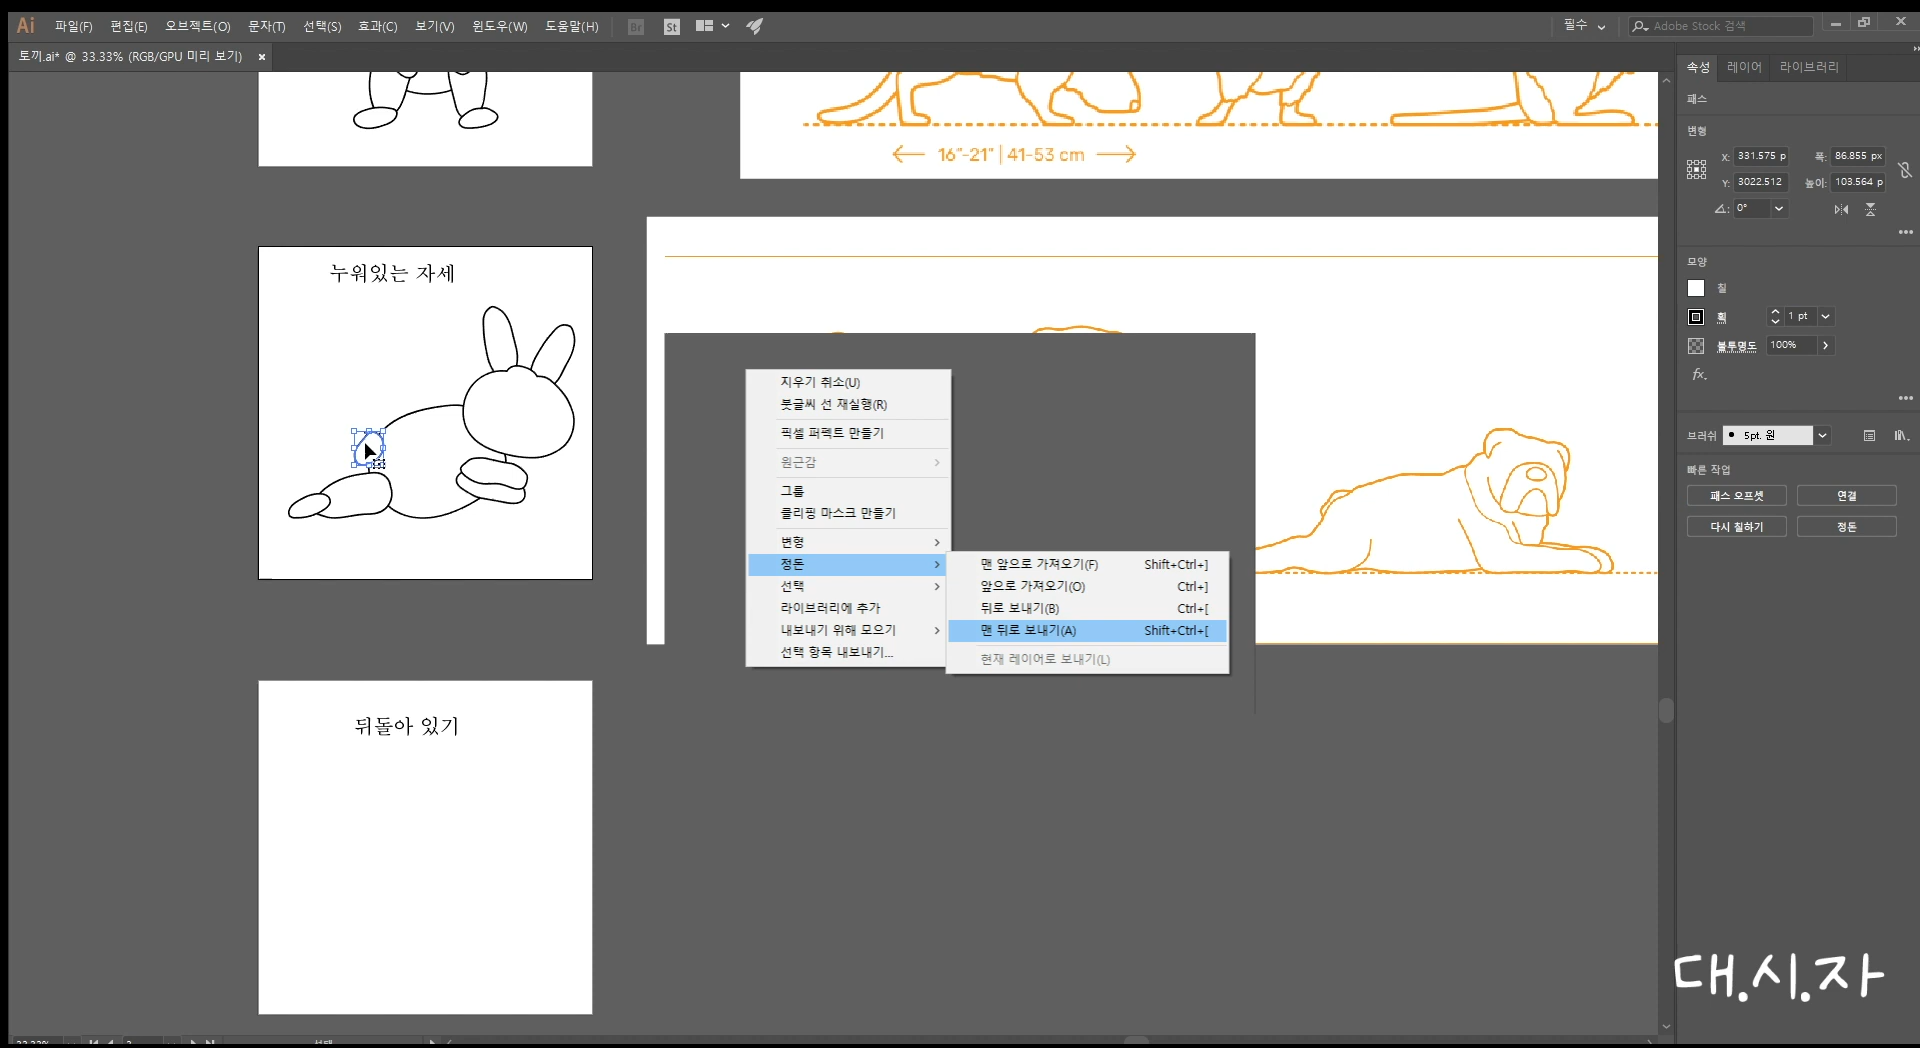 Ai 파일(F) 편집(E) 오브젝트(O) 문자(T) 선택(S) 효과(C) 보기(V) 윈도우(W) 도움말(H) Br St 필수 Adobe Stock 검색
토끼.ai* @ 33.33% (RGB/GPU 미리 보기) ×
속성 레이어 라이브러리
패스
변형
X: 331.575 p 폭: 86.855 px
Y: 3022.512 높이: 103.564 p
0°
모양
칠
획 1 pt
불투명도 100%
fx.
브러쉬 5pt. 원
빠른 작업
패스 오프셋 연결
다시 칠하기 정돈
16"-21" | 41-53 cm
누워있는 자세
뒤돌아 있기
지우기 취소(U)
붓글씨 선 재실행(R)
픽셀 퍼펙트 만들기
원근감
그룹
클리핑 마스크 만들기
변형
정돈
선택
라이브러리에 추가
내보내기 위해 모으기
선택 항목 내보내기...
맨 앞으로 가져오기(F) Shift+Ctrl+]
앞으로 가져오기(O) Ctrl+]
뒤로 보내기(B) Ctrl+[
맨 뒤로 보내기(A) Shift+Ctrl+[
현재 레이어로 보내기(L)
대.시.자